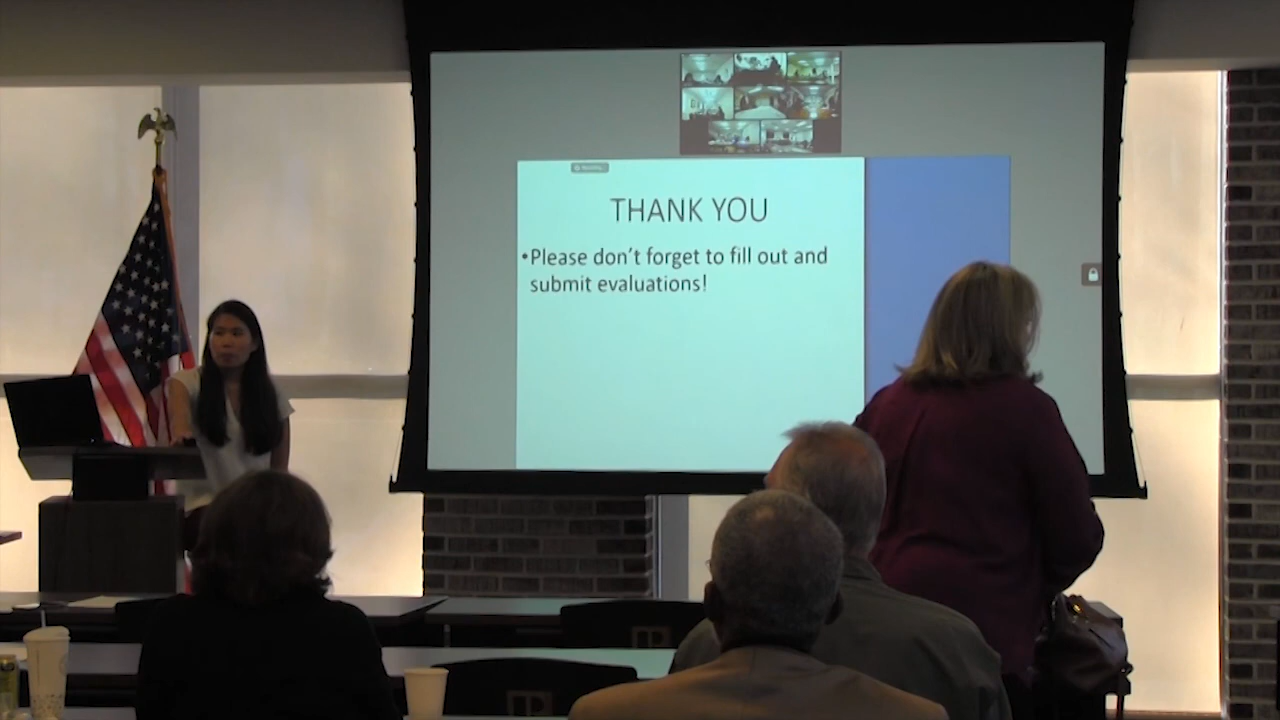 THANK YOU
•Please don't forget to fill out and
submit evaluations!